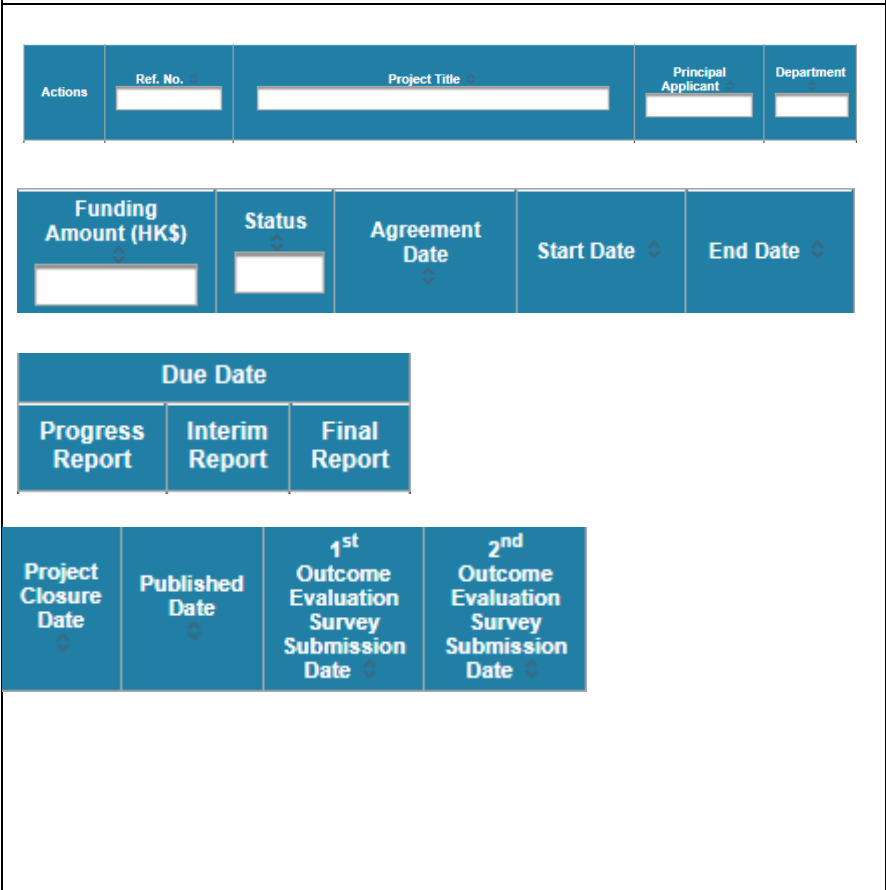 Actions
Ref. No.
Project Title
Principal
Applicant
Department
Funding
Amount (HK$)
Status
Agreement
Date
Start Date
End Date
Due Date
Progress
Report
Interim
Report
Final
Report
Project
Closure
Date
Published
Date
1st
Outcome
Evaluation
Survey
Submission
Date
2nd
Outcome
Evaluation
Survey
Submission
Date